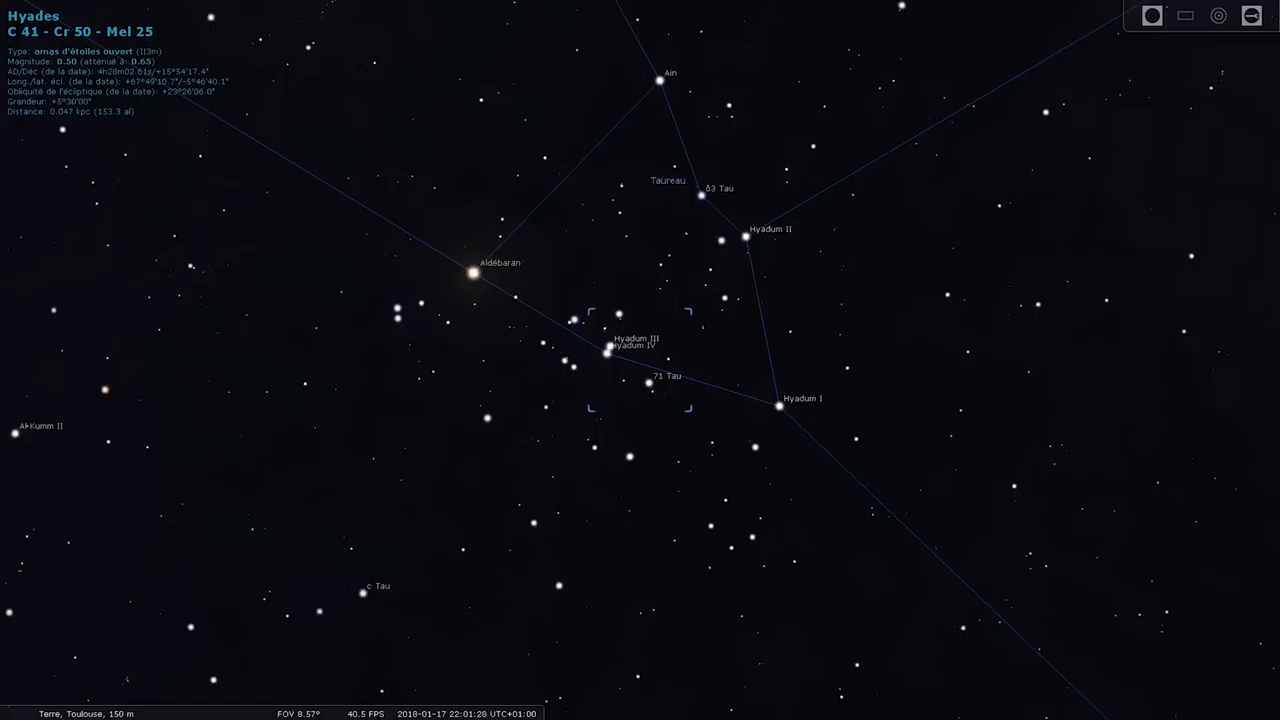 Hyades
C 41 - Cr 50 - Mel 25
Type: amas d'étoiles ouvert (II3m)
Magnitude: 0.50 (atténué à 0.65)
AD/Déc (de la date): 4h28m02.61s/+15°54'17.4"
Long./lat. écl. (de la date): +67°49'10.7"/-5°46'40.1"
Obliquité de l'écliptique (de la date): +23°26'06.0"
Grandeur: +5°30'00"
Distance: 0.047 kpc (153.3 al)
Ain
Taureau
δ3 Tau
Hyadum II
Aldébaran
Hyadum III
Hyadum IV
71 Tau
Hyadum I
Al Kumm II
c Tau
Terre, Toulouse, 150 m
FOV 8.57°
40.5 FPS
2018-01-17 22:01:28 UTC+01:00